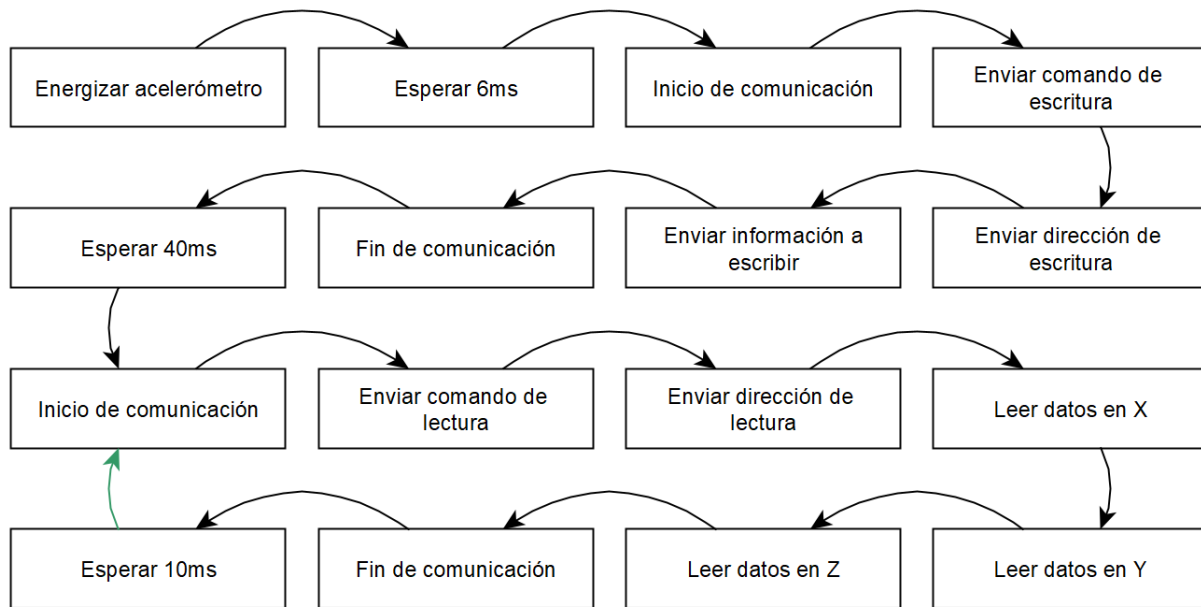 Energizar acelerómetro
Esperar 6ms
Inicio de comunicación
Enviar comando de
escritura
Esperar 40ms
Fin de comunicación
Enviar información a
escribir
Enviar dirección de
escritura
Inicio de comunicación
Enviar comando de
lectura
Enviar dirección de
lectura
Leer datos en X
Esperar 10ms
Fin de comunicación
Leer datos en Z
Leer datos en Y